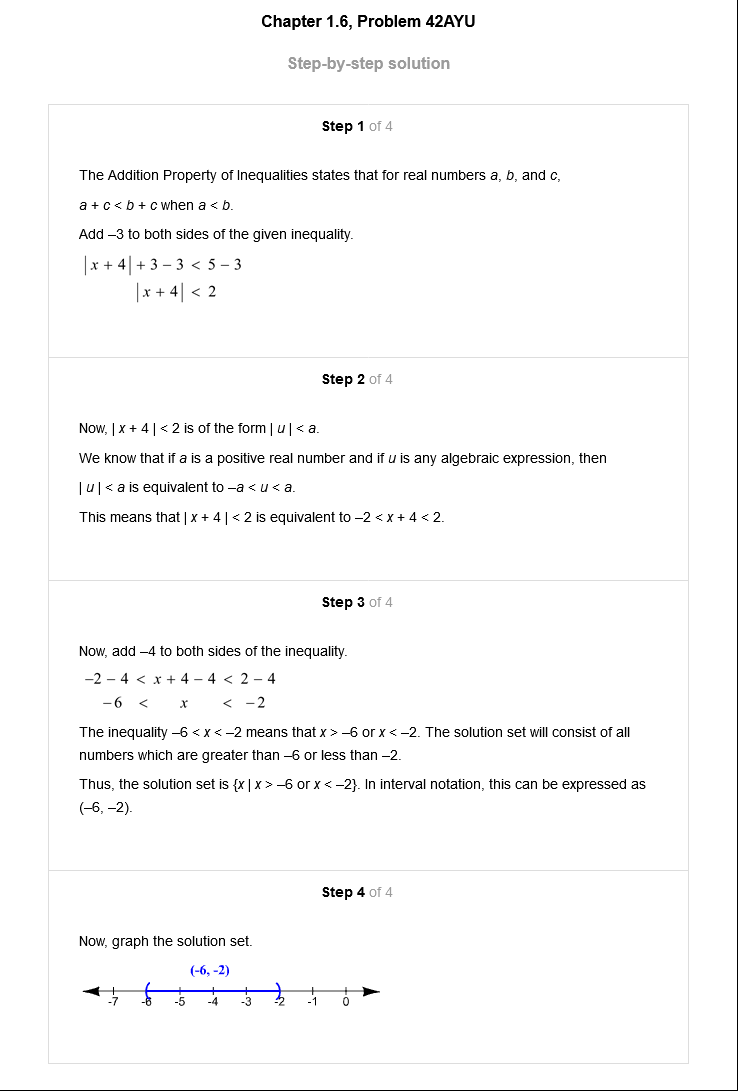 Chapter 1.6, Problem 42AYU
Step-by-step solution
Step 1 of 4
The Addition Property of Inequalities states that for real numbers a, b, and c,
a + c < b + c when a < b.
Add –3 to both sides of the given inequality.
|x + 4| + 3 − 3 < 5 − 3
|x + 4| < 2
Step 2 of 4
Now, | x + 4 | < 2 is of the form | u | < a.
We know that if a is a positive real number and if u is any algebraic expression, then
| u | < a is equivalent to –a < u < a.
This means that | x + 4 | < 2 is equivalent to –2 < x + 4 < 2.
Step 3 of 4
Now, add –4 to both sides of the inequality.
−2 − 4 < x + 4 − 4 < 2 − 4
−6 < x < −2
The inequality –6 < x < –2 means that x > –6 or x < –2. The solution set will consist of all
numbers which are greater than –6 or less than –2.
Thus, the solution set is {x | x > –6 or x < –2}. In interval notation, this can be expressed as
(–6, –2).
Step 4 of 4
Now, graph the solution set.
(-6, -2)
-7 -6 -5 -4 -3 -2 -1 0